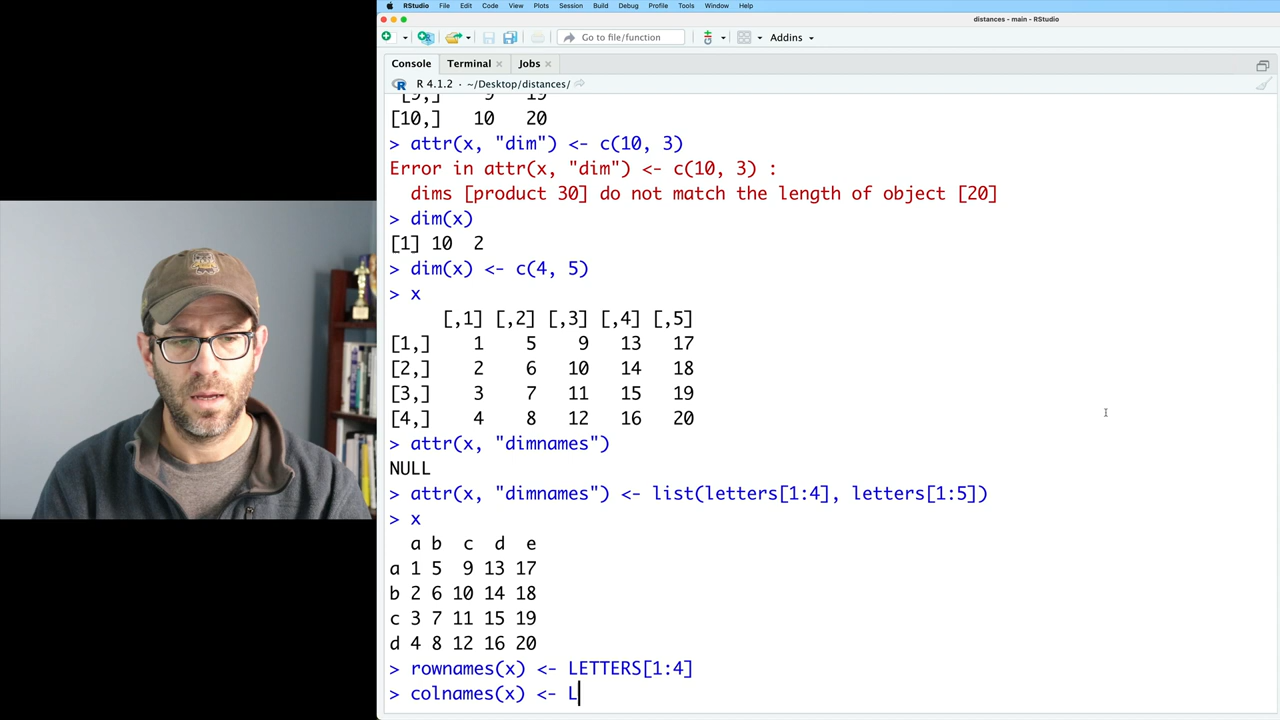 RStudio File Edit Code View Plots Session Build Debug Profile Tools Window Help
distances - main - RStudio
Go to file/function Addins
Console Terminal Jobs
R 4.1.2 · ~/Desktop/distances/
[9,] 9 19
[10,] 10 20
> attr(x, "dim") <- c(10, 3)
Error in attr(x, "dim") <- c(10, 3) :
dims [product 30] do not match the length of object [20]
> dim(x)
[1] 10 2
> dim(x) <- c(4, 5)
> x
[,1] [,2] [,3] [,4] [,5]
[1,] 1 5 9 13 17
[2,] 2 6 10 14 18
[3,] 3 7 11 15 19
[4,] 4 8 12 16 20
> attr(x, "dimnames")
NULL
> attr(x, "dimnames") <- list(letters[1:4], letters[1:5])
> x
a b c d e
a 1 5 9 13 17
b 2 6 10 14 18
c 3 7 11 15 19
d 4 8 12 16 20
> rownames(x) <- LETTERS[1:4]
> colnames(x) <- L